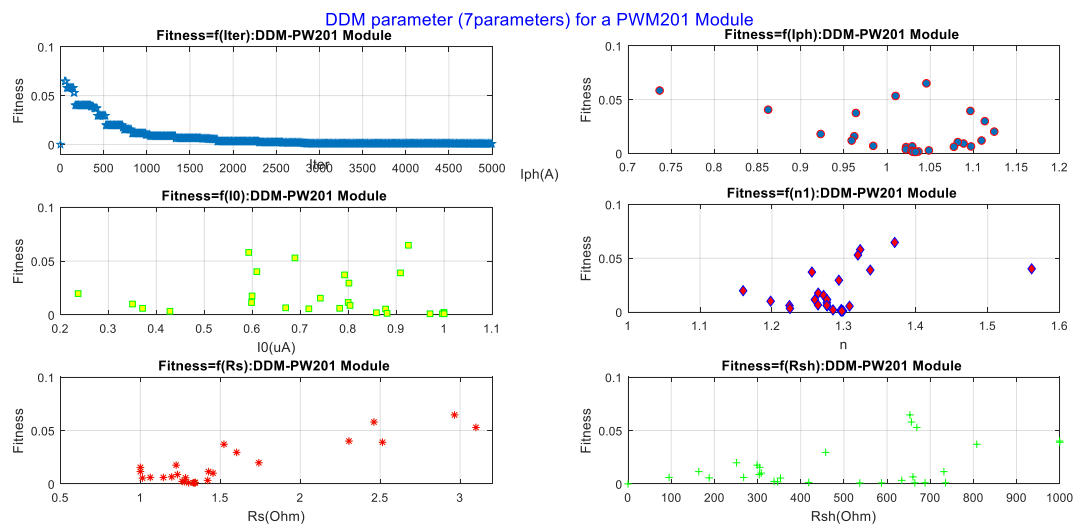 DDM parameter (7parameters) for a PWM201 Module
Fitness=f(Iter):DDM-PW201 Module
0.1
0.05
0
Fitness
0 500 1000 1500 2000 2500 3000 3500 4000 4500 5000
Iter
Fitness=f(Iph):DDM-PW201 Module
0.1
0.05
0
Fitness
0.7 0.75 0.8 0.85 0.9 0.95 1 1.05 1.1 1.15 1.2
Iph(A)
Fitness=f(I0):DDM-PW201 Module
0.1
0.05
0
Fitness
0.2 0.3 0.4 0.5 0.6 0.7 0.8 0.9 1 1.1
I0(uA)
Fitness=f(n1):DDM-PW201 Module
0.1
0.05
0
Fitness
1 1.1 1.2 1.3 1.4 1.5 1.6
n
Fitness=f(Rs):DDM-PW201 Module
0.1
0.05
0
Fitness
0.5 1 1.5 2 2.5 3
Rs(Ohm)
Fitness=f(Rsh):DDM-PW201 Module
0.1
0.05
0
Fitness
0 100 200 300 400 500 600 700 800 900 1000
Rsh(Ohm)